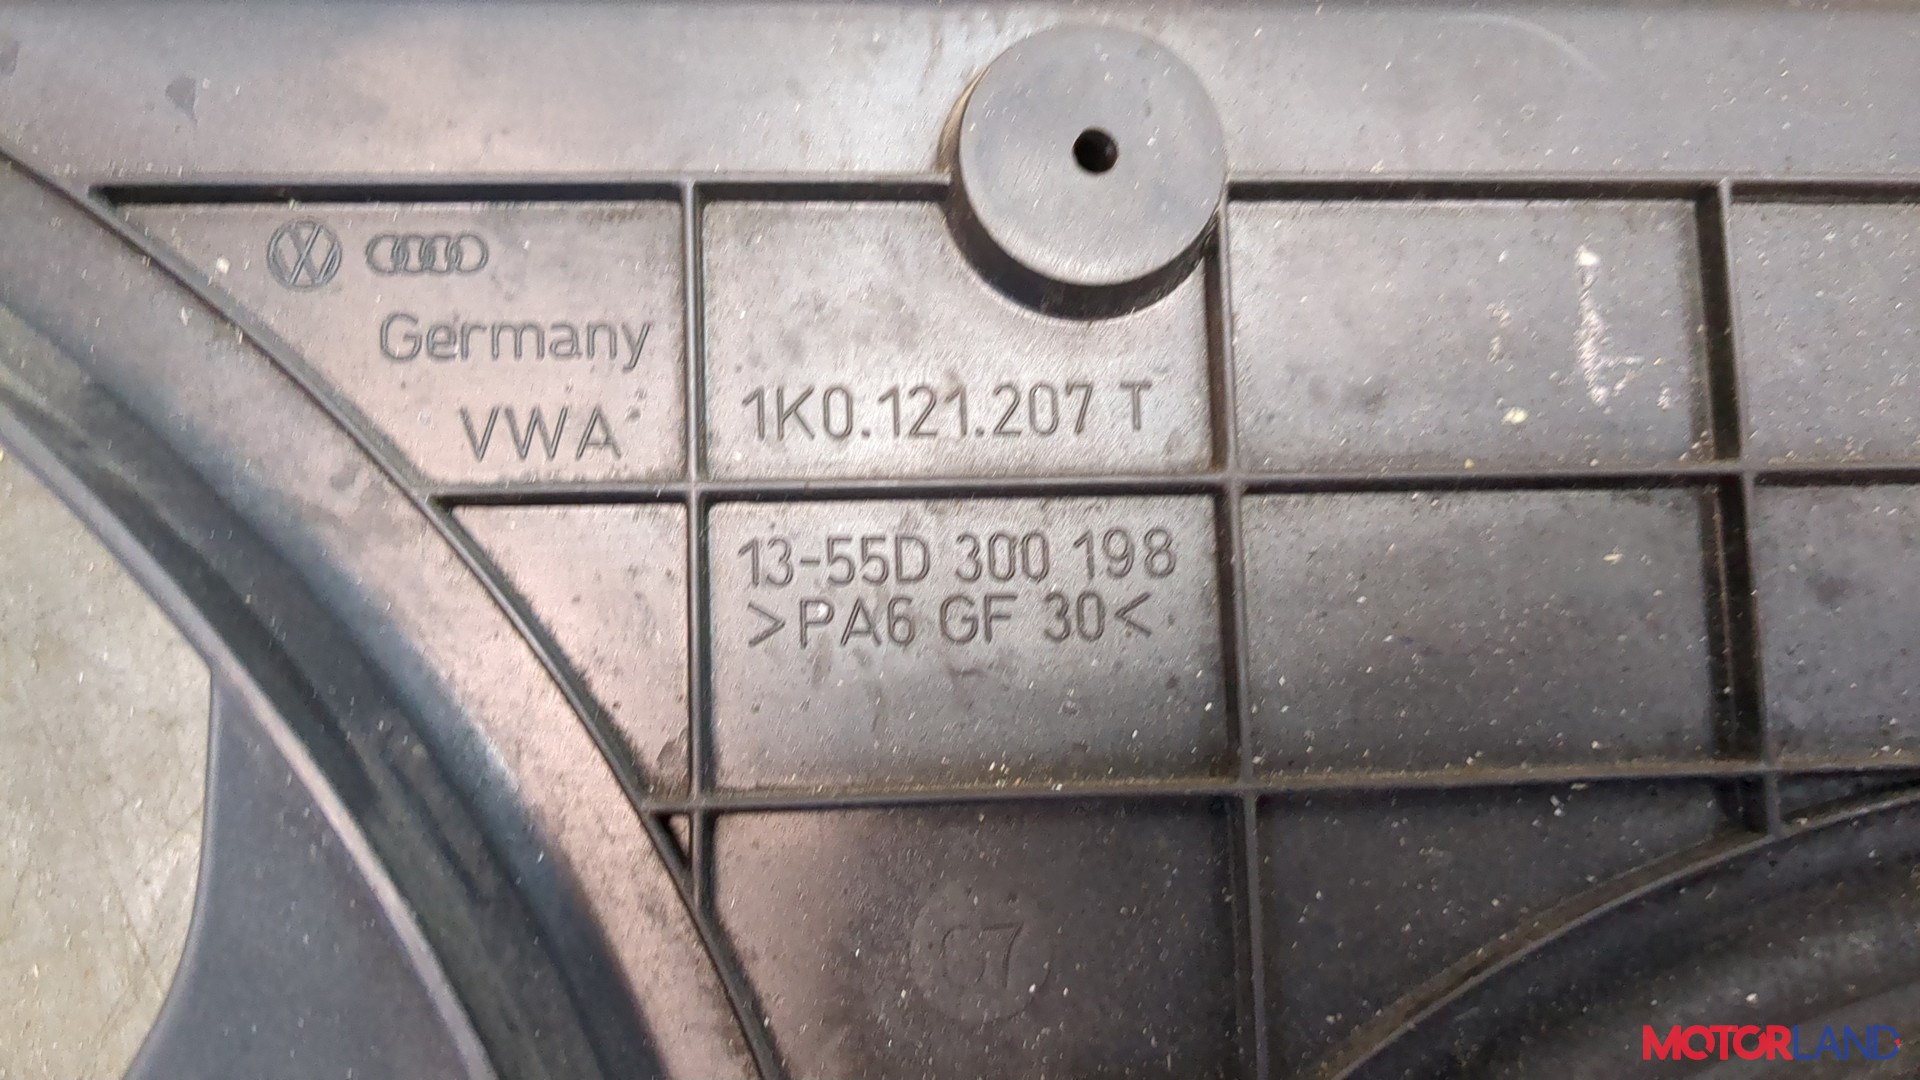 Germany
VWA
1K0.121.207 T
13-55D 300 198
>PA6 GF 30<
MOTORLAND